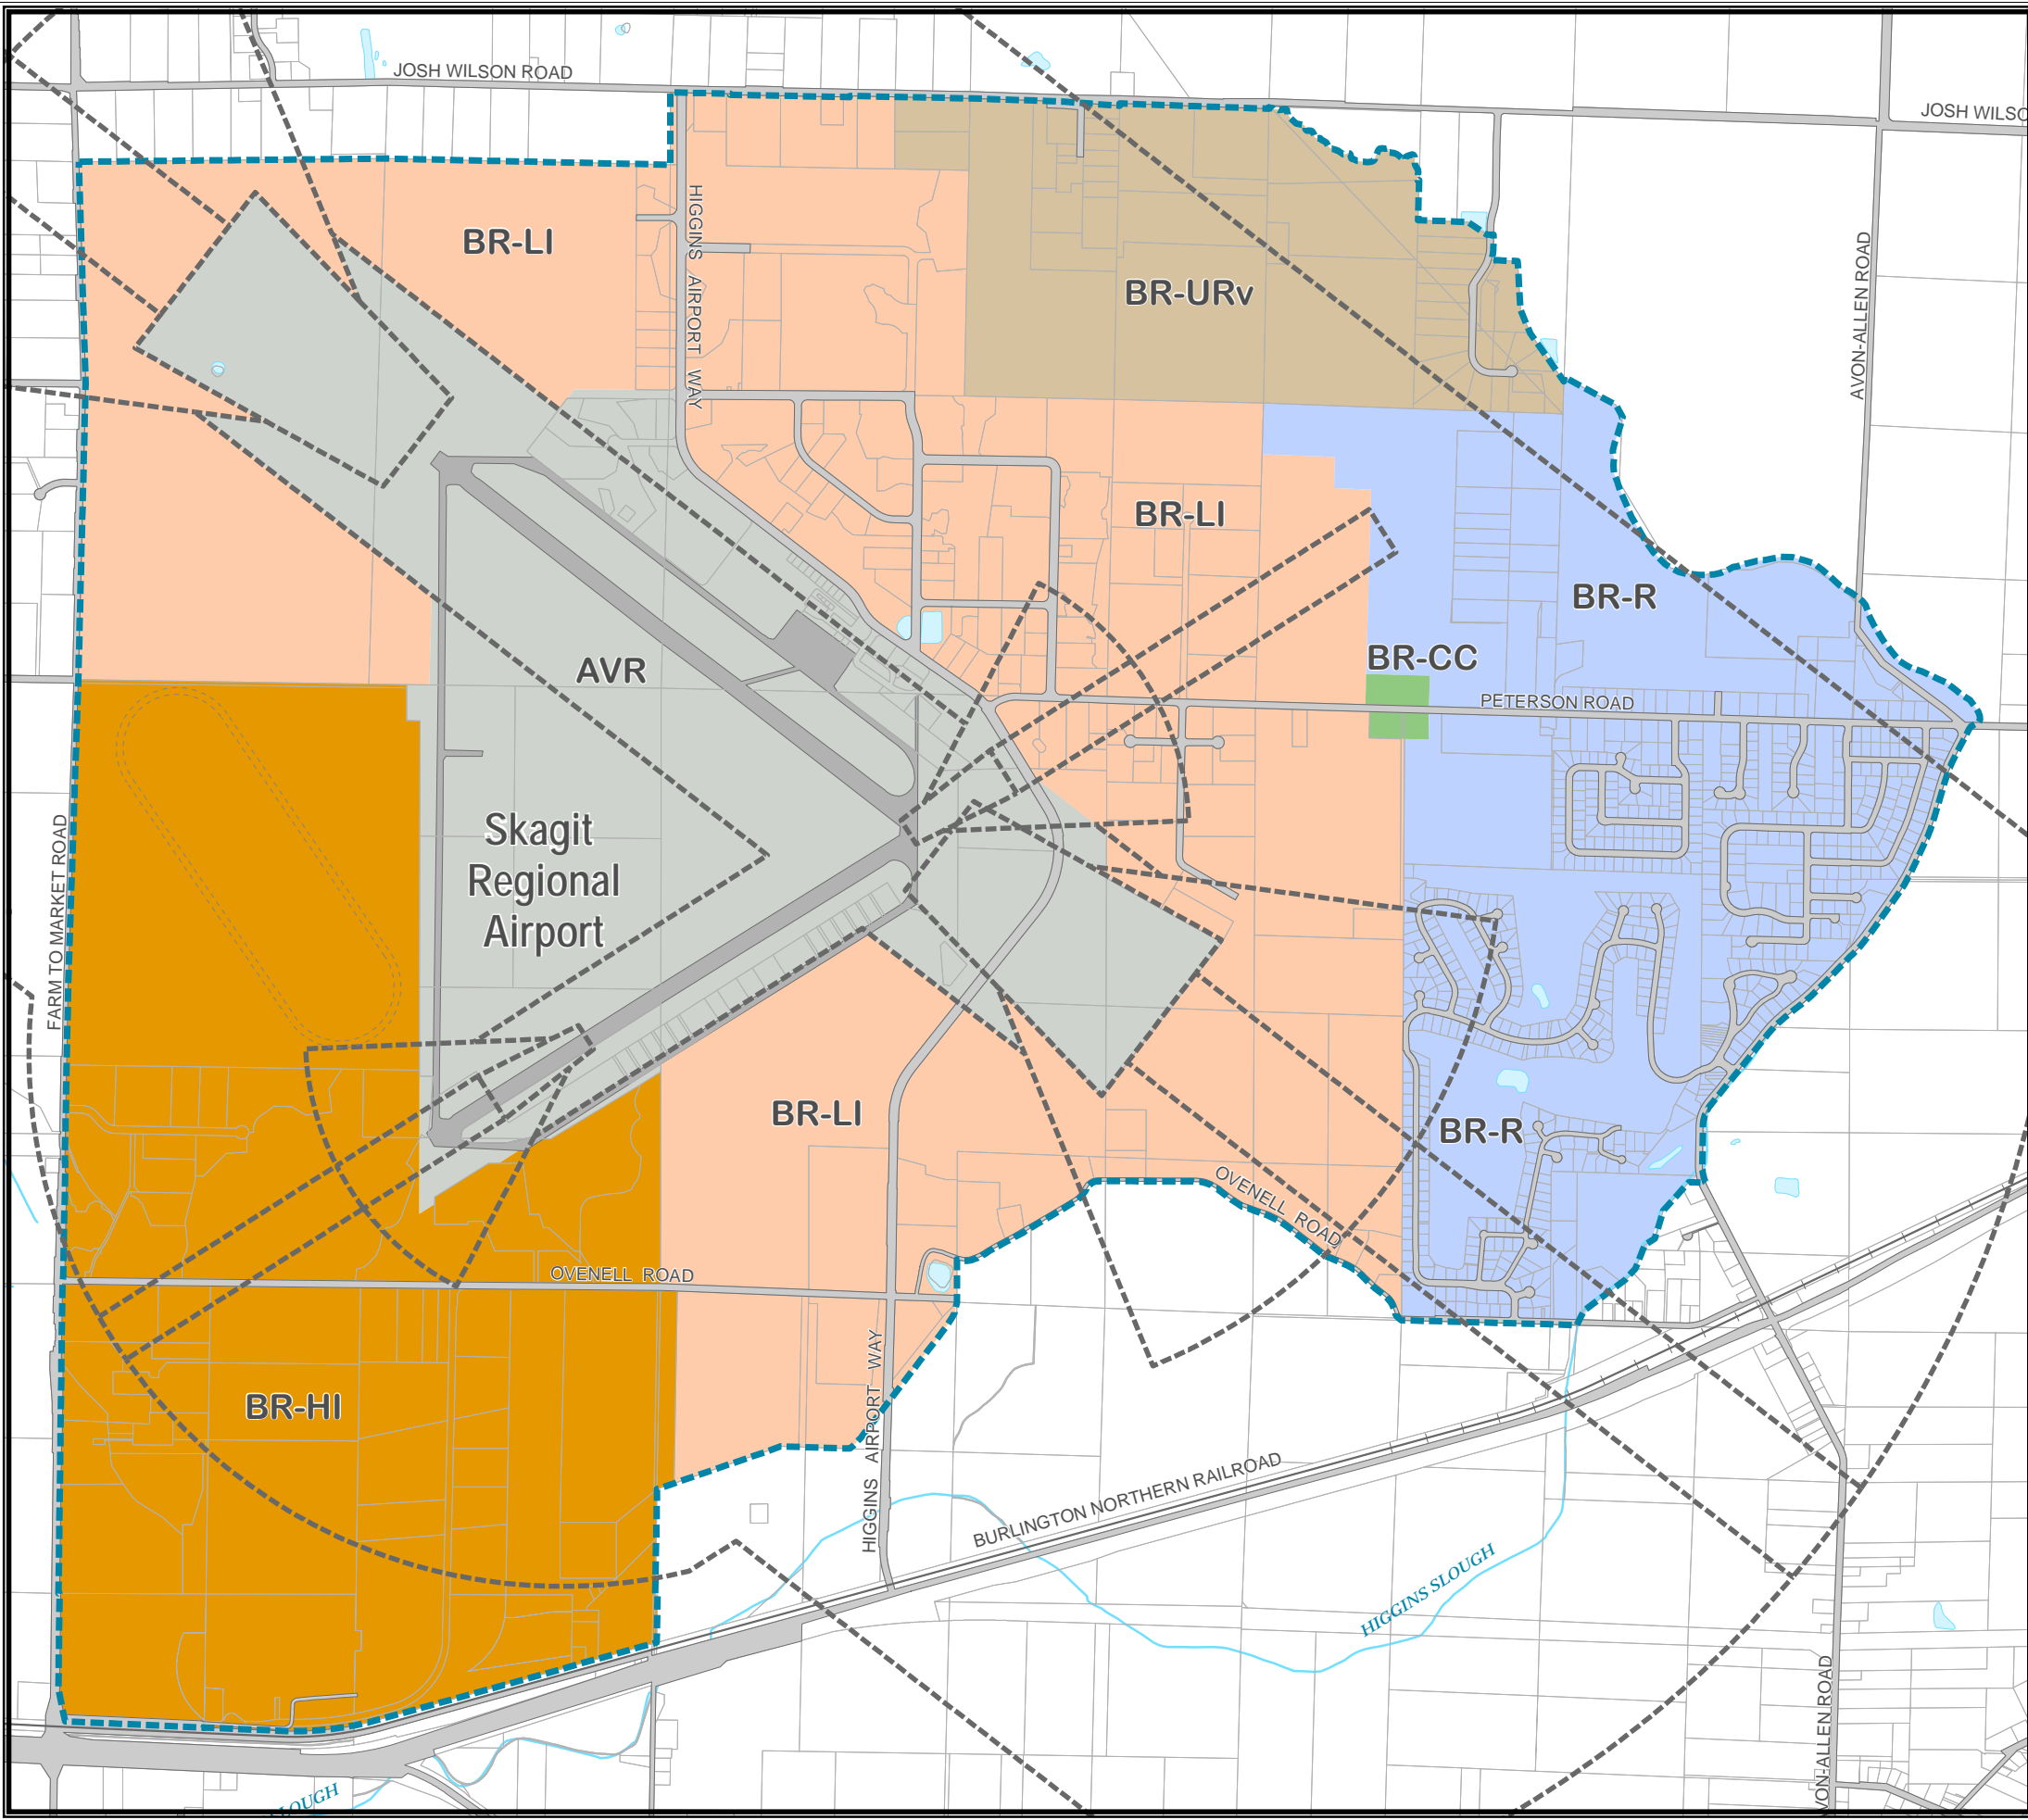 JOSH WILSON ROAD
JOSH WILSO
HIGGINS AIRPORT WAY
BR-LI
BR-URv
AVON-ALLEN ROAD
BR-LI
BR-R
BR-CC
AVR
PETERSON ROAD
Skagit
Regional
Airport
FARM TO MARKET ROAD
BR-LI
BR-R
OVENELL ROAD
OVENELL ROAD
BR-HI
HIGGINS AIRPORT WAY
BURLINGTON NORTHERN RAILROAD
HIGGINS SLOUGH
VON-ALLEN ROAD
SLOUGH